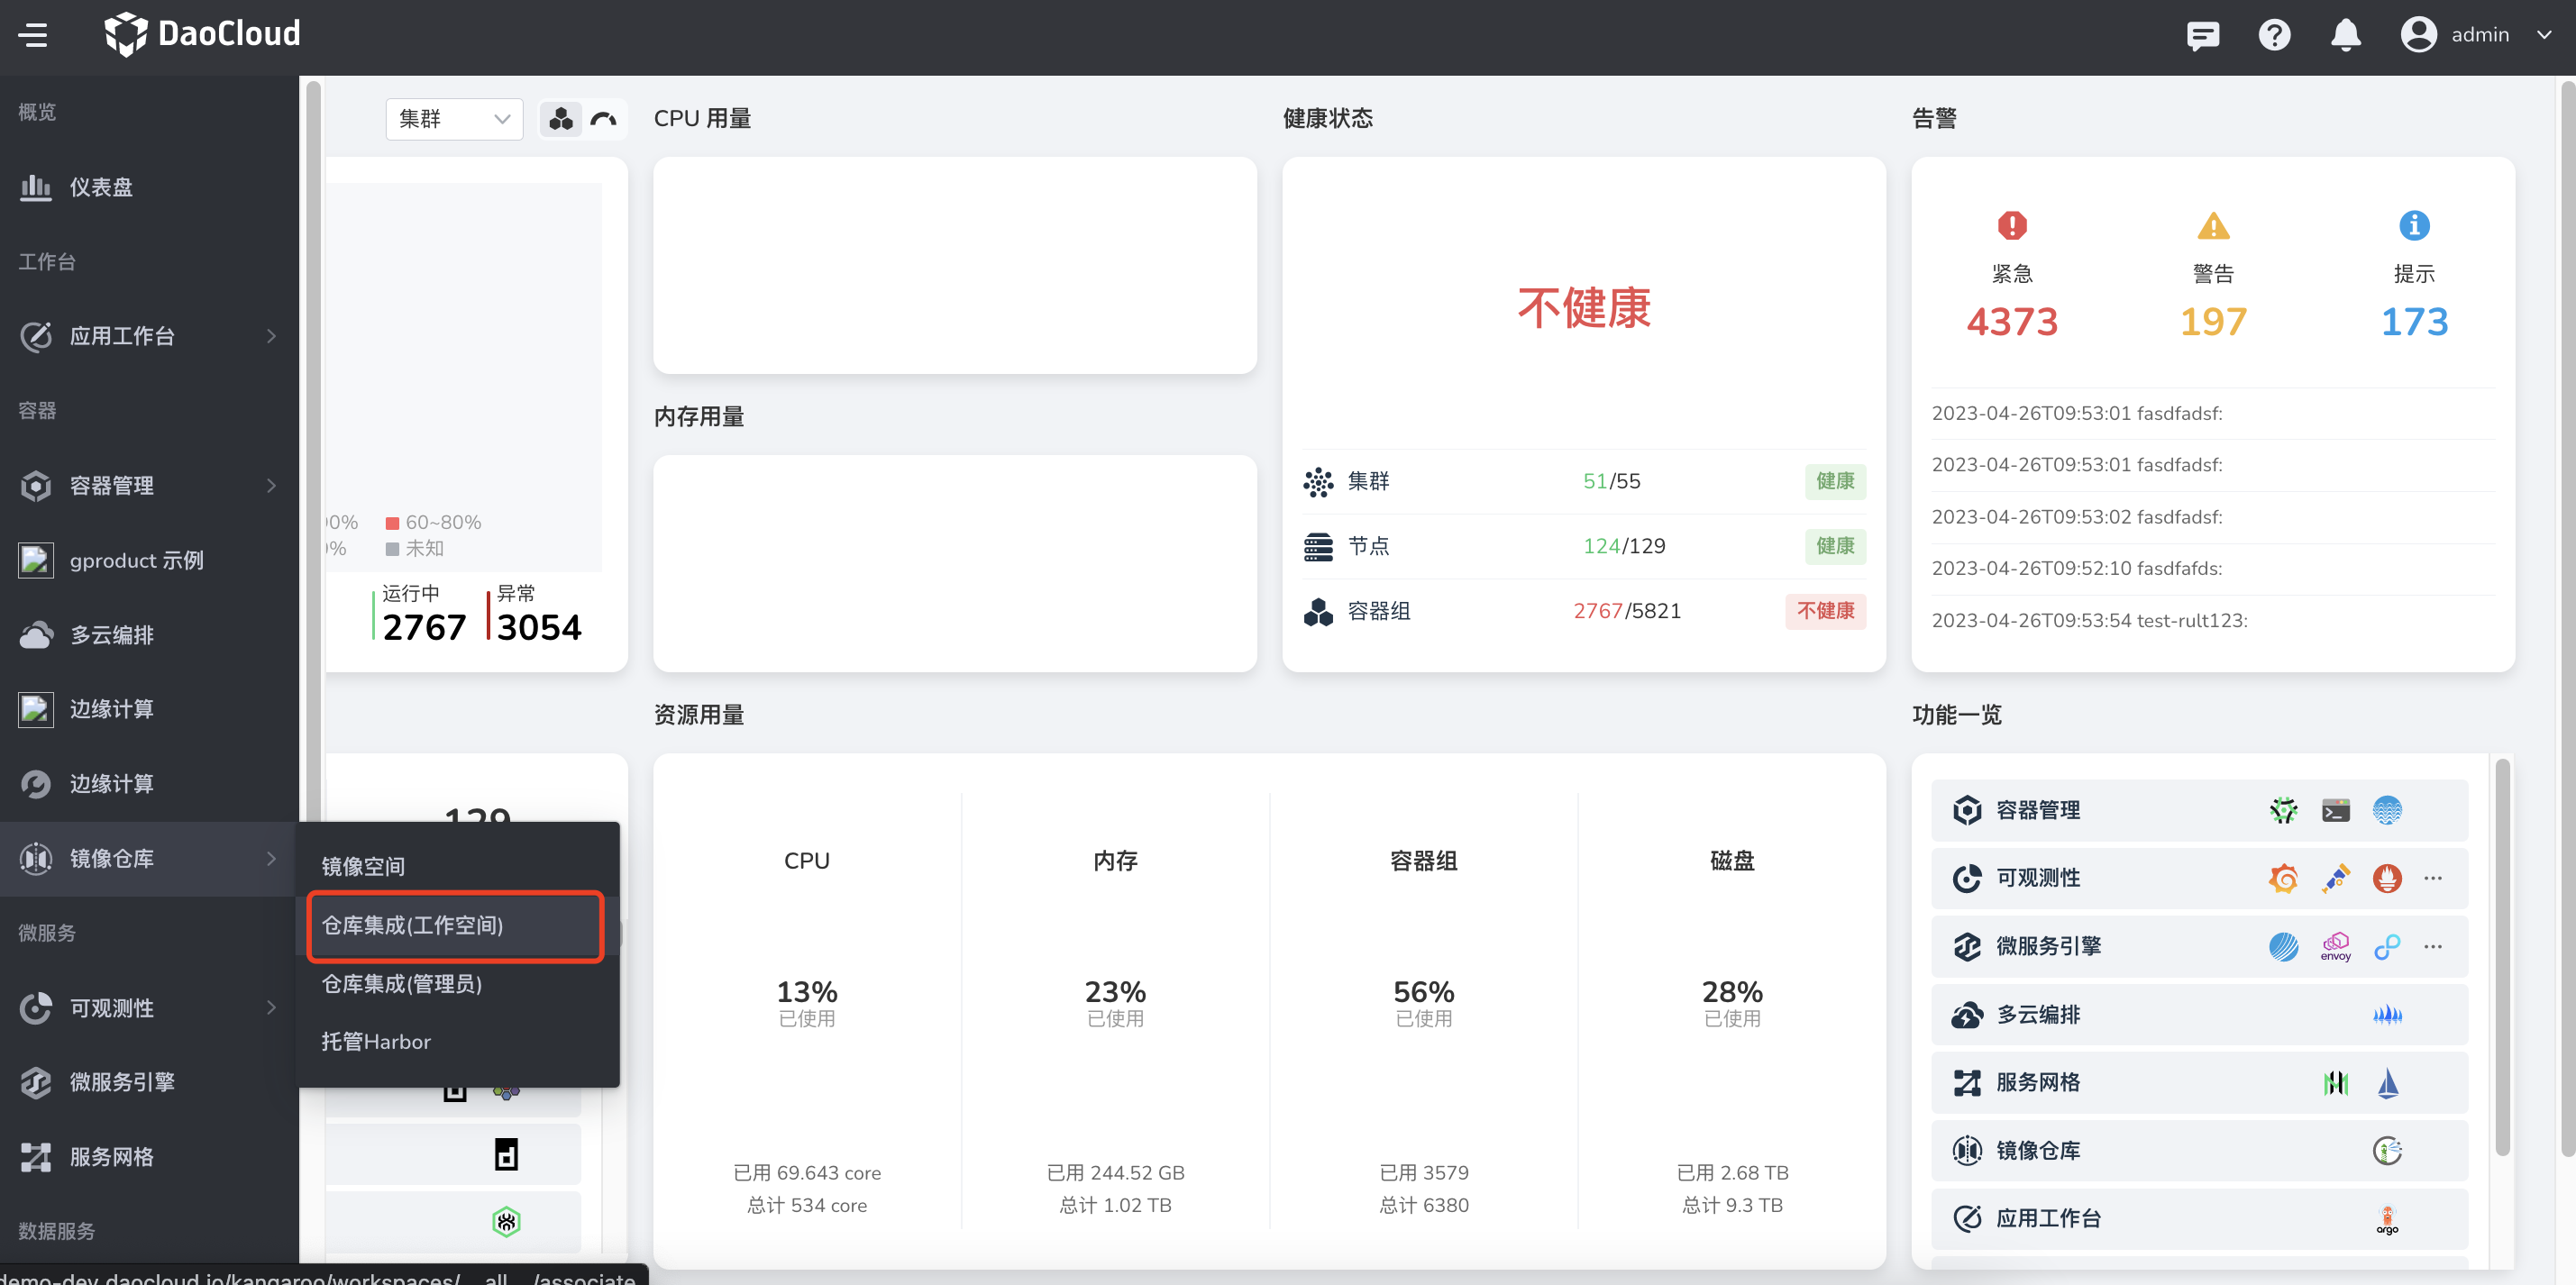 DaoCloud
admin
概览
仪表盘
工作台
应用工作台
容器
容器管理
gproduct 示例
多云编排
边缘计算
边缘计算
镜像仓库
微服务
可观测性
微服务引擎
服务网格
数据服务
镜像空间
仓库集成(工作空间)
仓库集成(管理员)
托管Harbor
集群
60~80%
未知
运行中
2767
异常
3054
129
CPU 用量
内存用量
健康状态
不健康
集群 51/55 健康
节点 124/129 健康
容器组 2767/5821 不健康
告警
紧急 警告 提示
4373 197 173
2023-04-26T09:53:01 fasdfadsf:
2023-04-26T09:53:01 fasdfadsf:
2023-04-26T09:53:02 fasdfadsf:
2023-04-26T09:52:10 fasdfafds:
2023-04-26T09:53:54 test-rult123:
资源用量
CPU 内存 容器组 磁盘
13% 23% 56% 28%
已使用 已使用 已使用 已使用
已用 69.643 core 已用 244.52 GB 已用 3579 已用 2.68 TB
总计 534 core 总计 1.02 TB 总计 6380 总计 9.3 TB
功能一览
容器管理
可观测性 ...
微服务引擎 envoy ...
多云编排
服务网格
镜像仓库
应用工作台 argo
demo-dev.daocloud.io/kangaroo/workspaces/__all__/associate